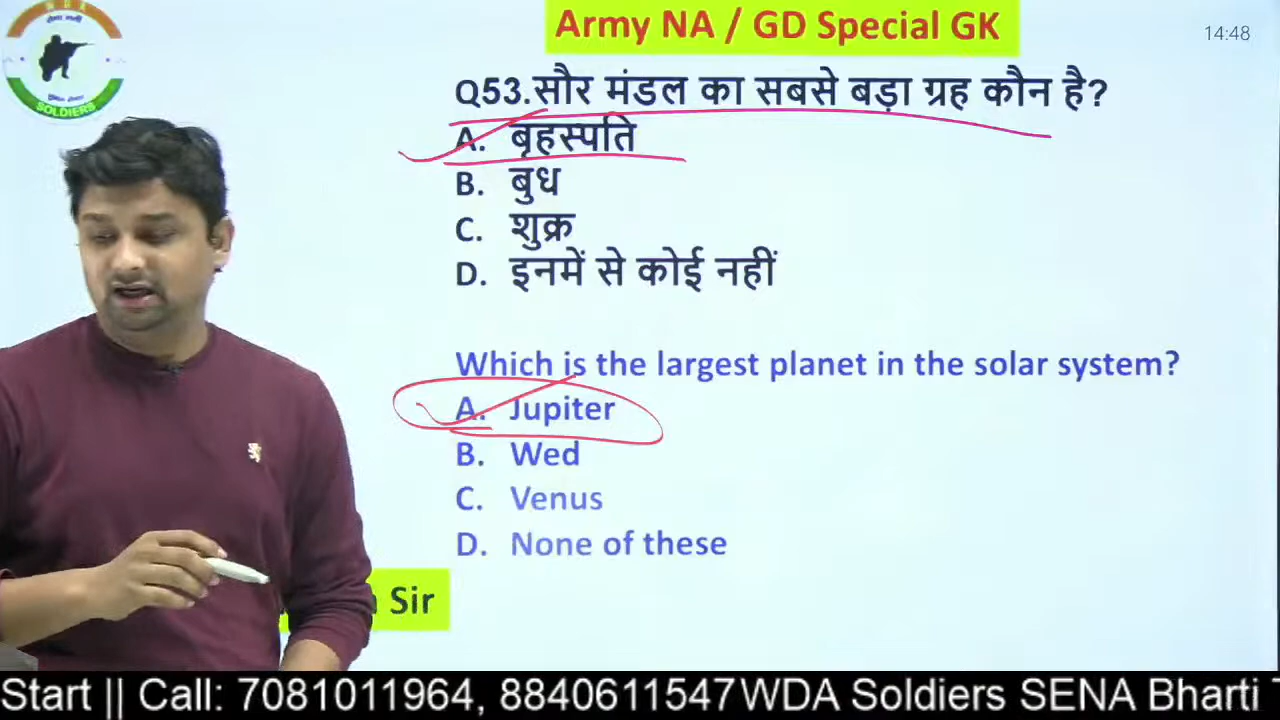 WDA
SOLDIERS
Army NA / GD Special GK
14:48
Q53.सौर मंडल का सबसे बड़ा ग्रह कौन है?
A. बृहस्पति
B. बुध
C. शुक्र
D. इनमें से कोई नहीं
Which is the largest planet in the solar system?
A. Jupiter
B. Wed
C. Venus
D. None of these
Sir
Start || Call: 7081011964, 8840611547WDA Soldiers SENA Bharti